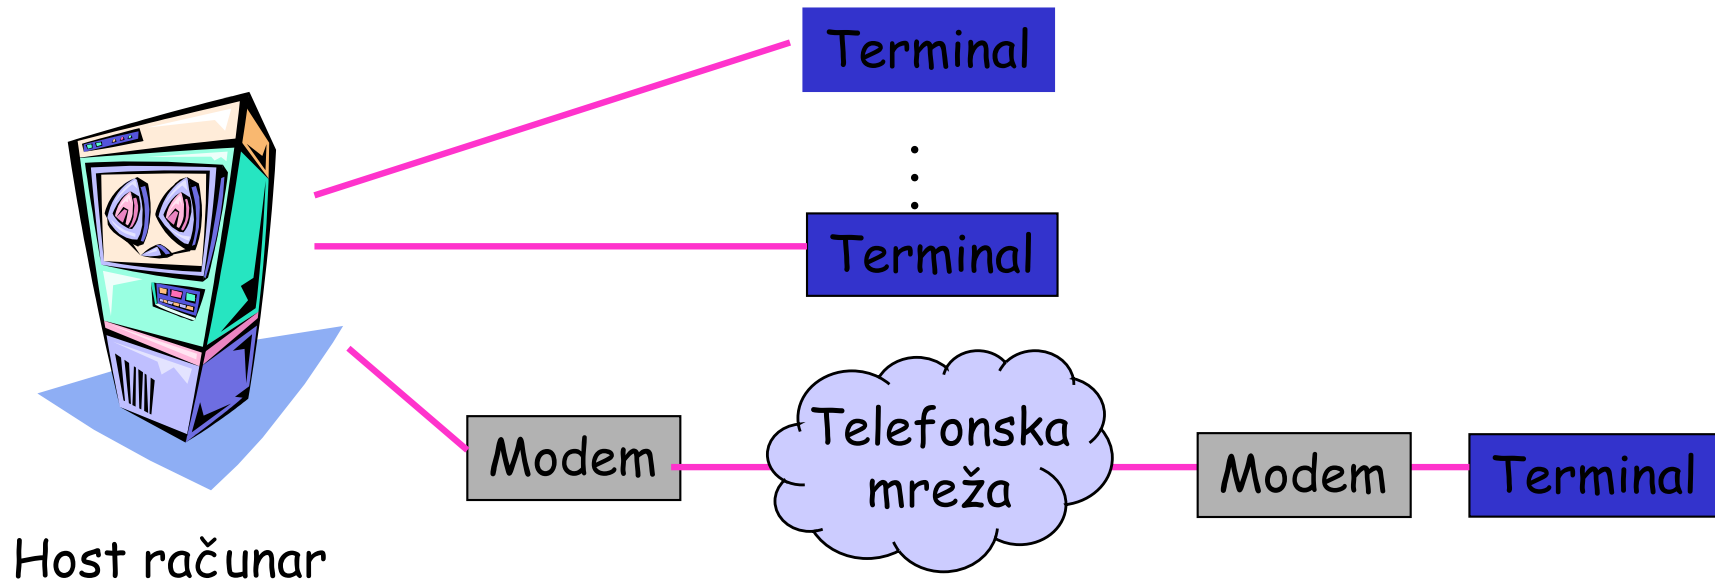 Terminal
Terminal
Telefonska
mreža
Modem
Modem
Terminal
Host računar